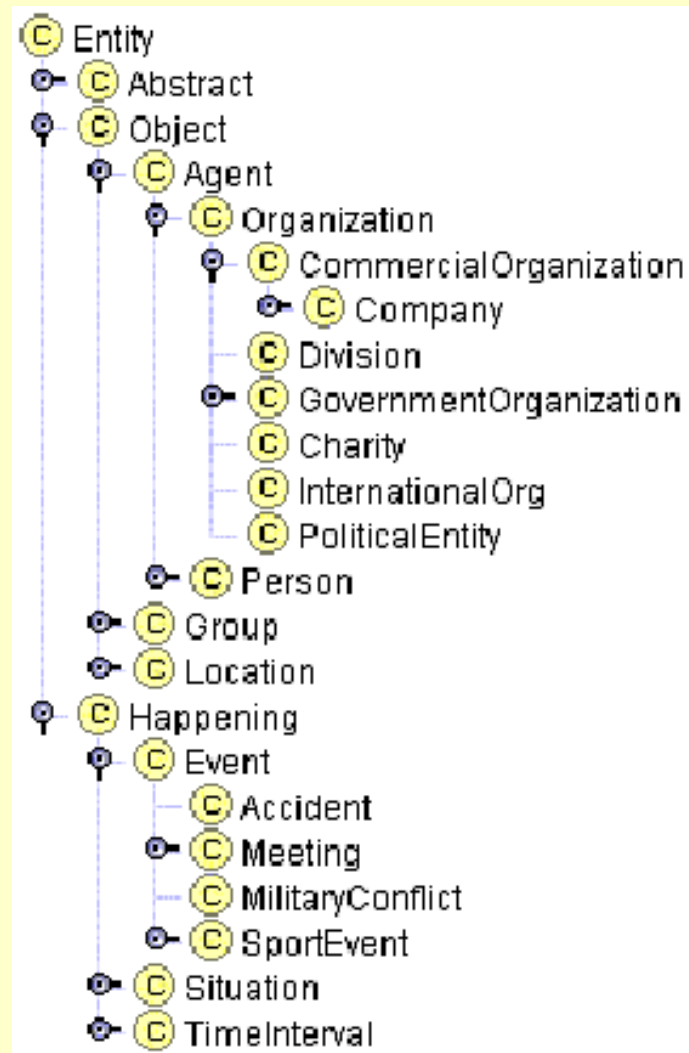 C Entity
C Abstract
C Object
C Agent
C Organization
C CommercialOrganization
C Company
C Division
C GovernmentOrganization
C Charity
C InternationalOrg
C PoliticalEntity
C Person
C Group
C Location
C Happening
C Event
C Accident
C Meeting
C MilitaryConflict
C SportEvent
C Situation
C TimeInterval